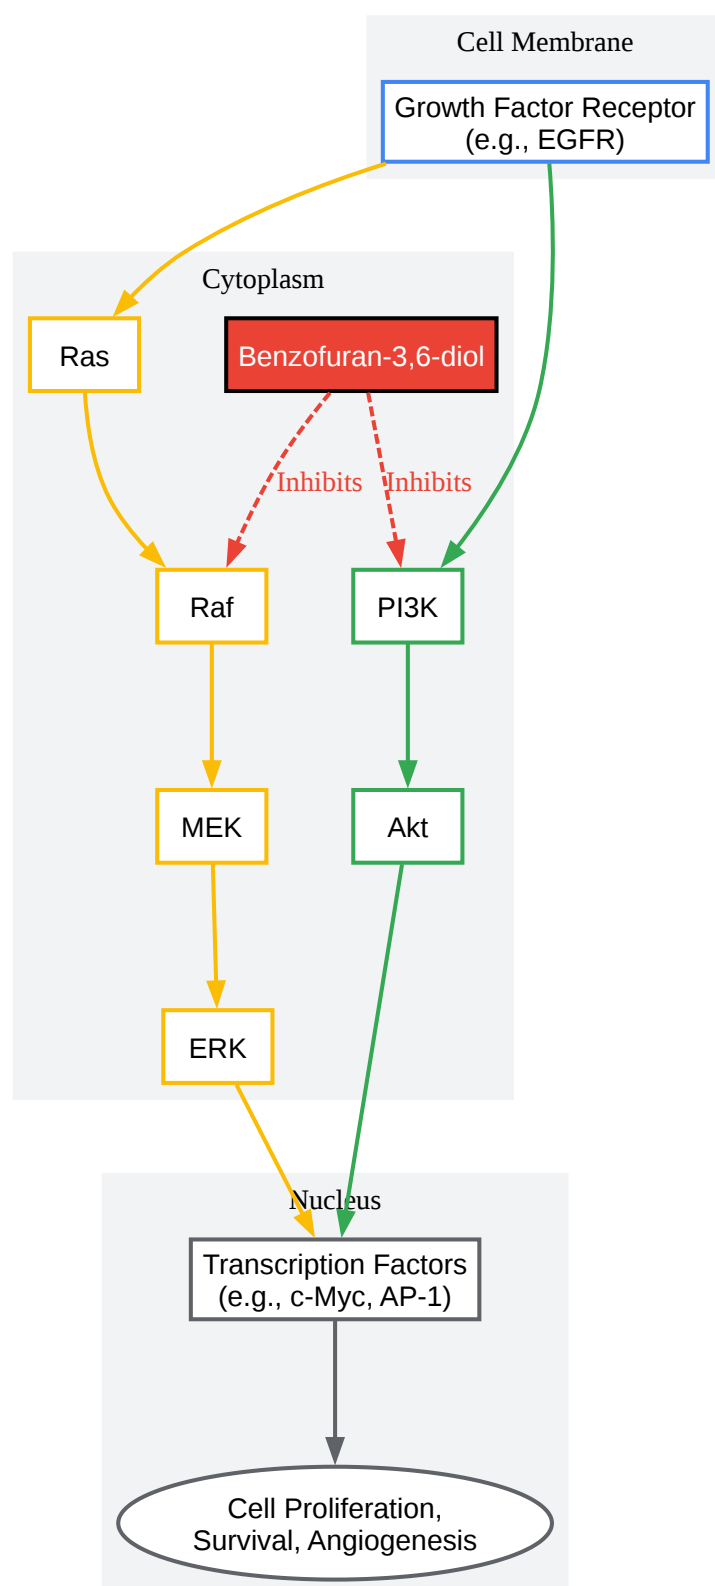 Cell Membrane
Growth Factor Receptor
(e.g., EGFR)
Cytoplasm
Ras
Benzofuran-3,6-diol
Inhibits
Inhibits
Raf
PI3K
MEK
Akt
ERK
Nucleus
Transcription Factors
(e.g., c-Myc, AP-1)
Cell Proliferation,
Survival, Angiogenesis